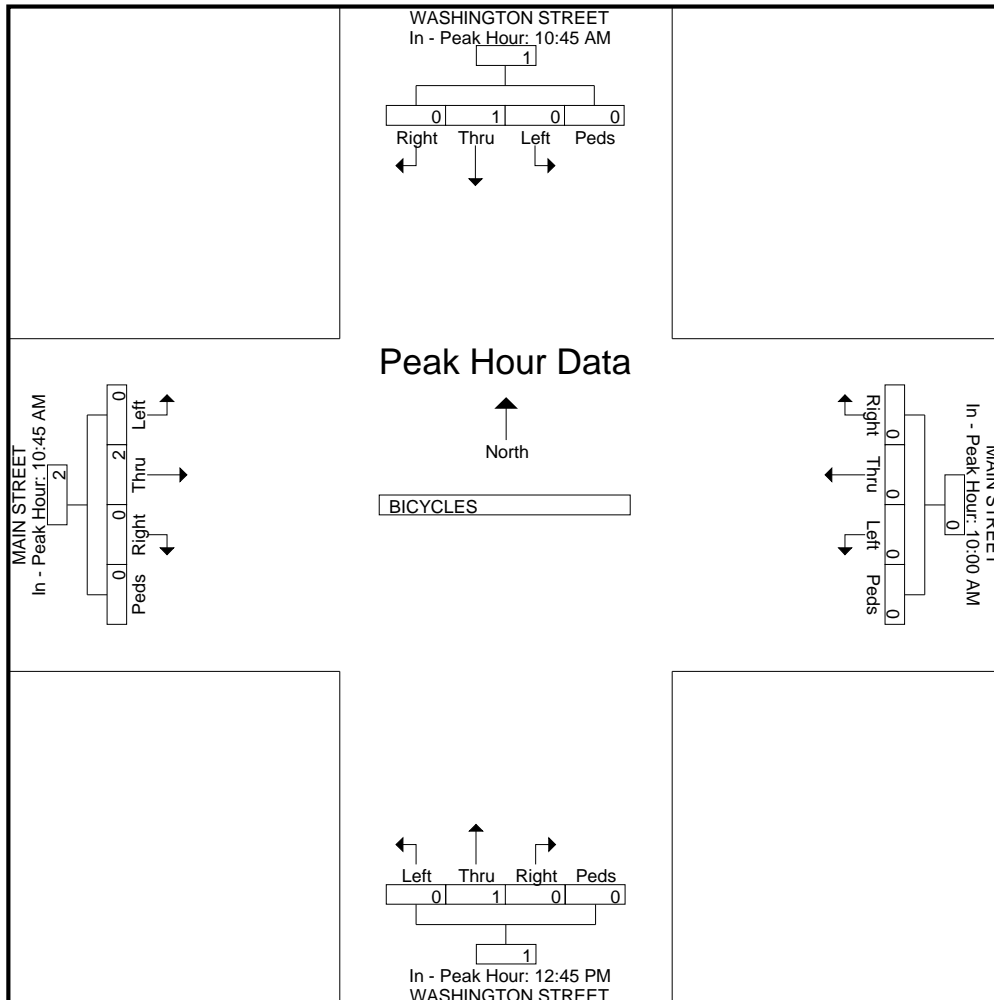 WASHINGTON STREET
In - Peak Hour: 10:45 AM
1
0 1 0 0
Right Thru Left Peds
Peak Hour Data
North
BICYCLES
MAIN STREET
In - Peak Hour: 10:45 AM
2
0 2 0 0
Left Thru Right Peds
MAIN STREET
In - Peak Hour: 10:00 AM
0
0 0 0 0
Right Thru Left Peds
Left Thru Right Peds
0 1 0 0
1
In - Peak Hour: 12:45 PM
WASHINGTON STREET